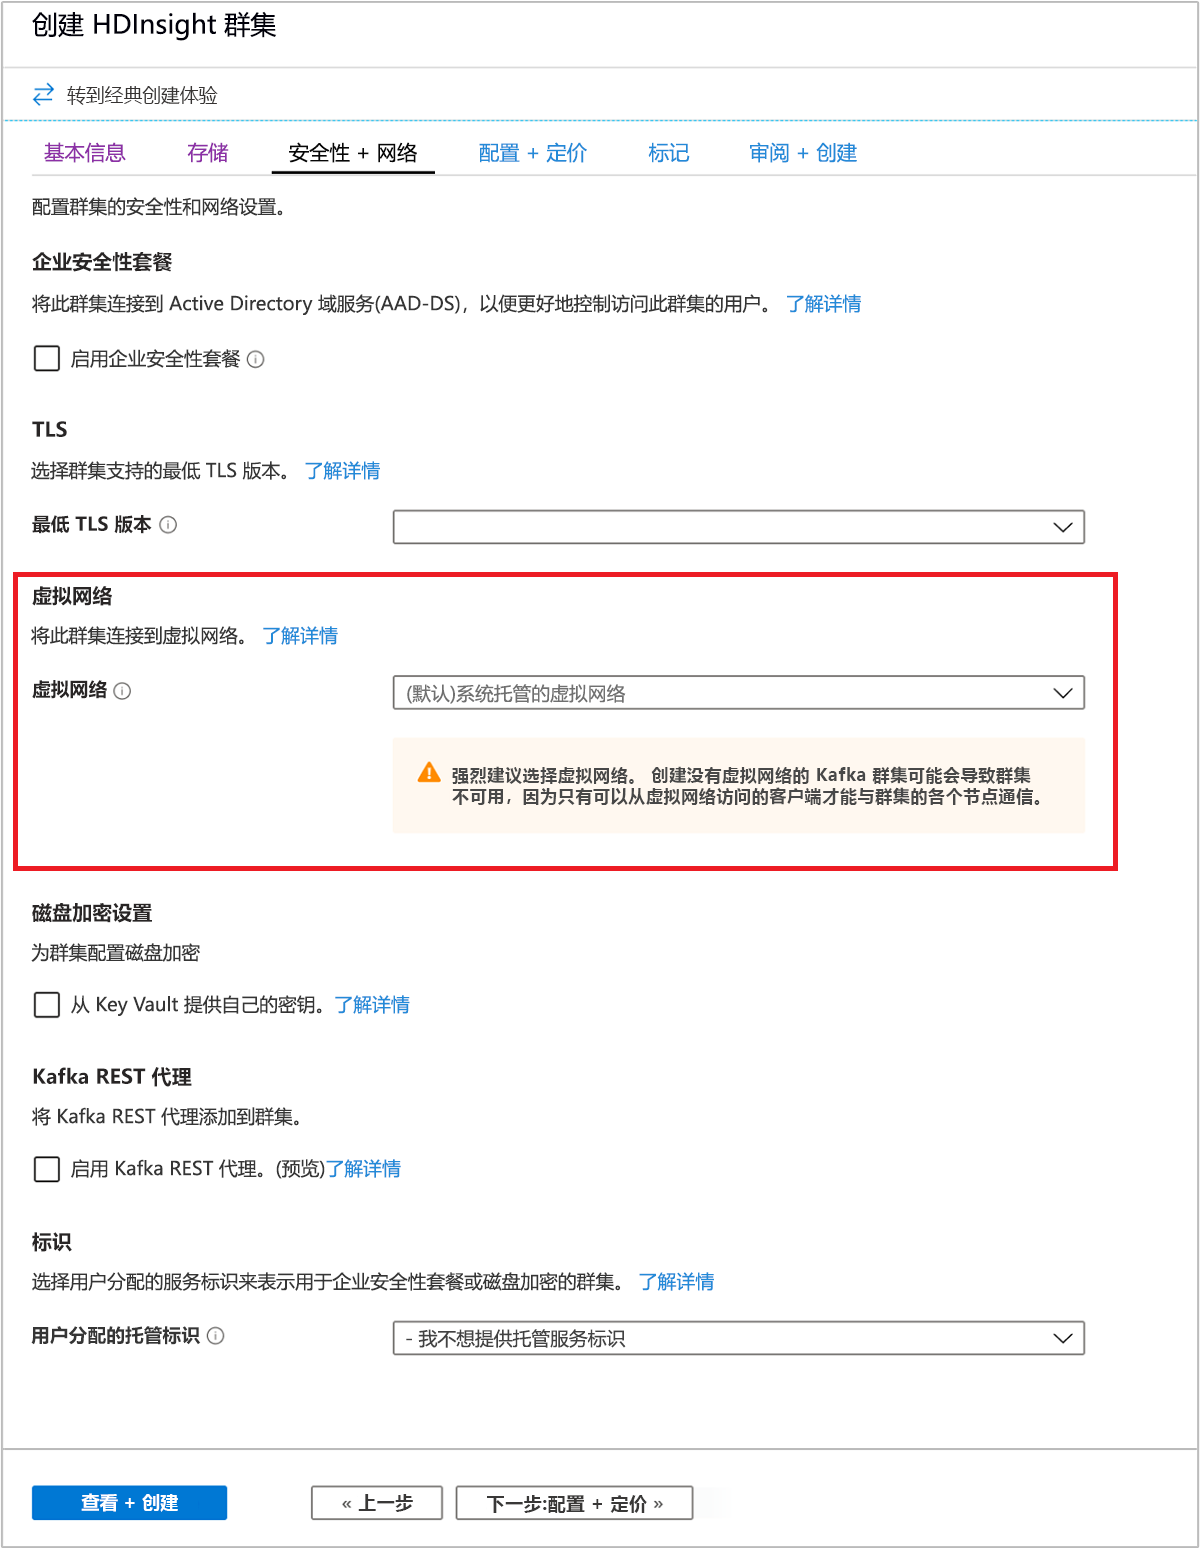 创建 HDInsight 群集
转到经典创建体验
基本信息 存储 安全性 + 网络 配置 + 定价 标记 审阅 + 创建
配置群集的安全性和网络设置。
企业安全性套餐
将此群集连接到 Active Directory 域服务(AAD-DS)，以便更好地控制访问此群集的用户。 了解详情
启用企业安全性套餐
TLS
选择群集支持的最低 TLS 版本。 了解详情
最低 TLS 版本
虚拟网络
将此群集连接到虚拟网络。 了解详情
虚拟网络 (默认)系统托管的虚拟网络
强烈建议选择虚拟网络。 创建没有虚拟网络的 Kafka 群集可能会导致群集
不可用，因为只有可以从虚拟网络访问的客户端才能与群集的各个节点通信。
磁盘加密设置
为群集配置磁盘加密
从 Key Vault 提供自己的密钥。了解详情
Kafka REST 代理
将 Kafka REST 代理添加到群集。
启用 Kafka REST 代理。(预览)了解详情
标识
选择用户分配的服务标识来表示用于企业安全性套餐或磁盘加密的群集。 了解详情
用户分配的托管标识 - 我不想提供托管服务标识
查看 + 创建 « 上一步 下一步:配置 + 定价 »